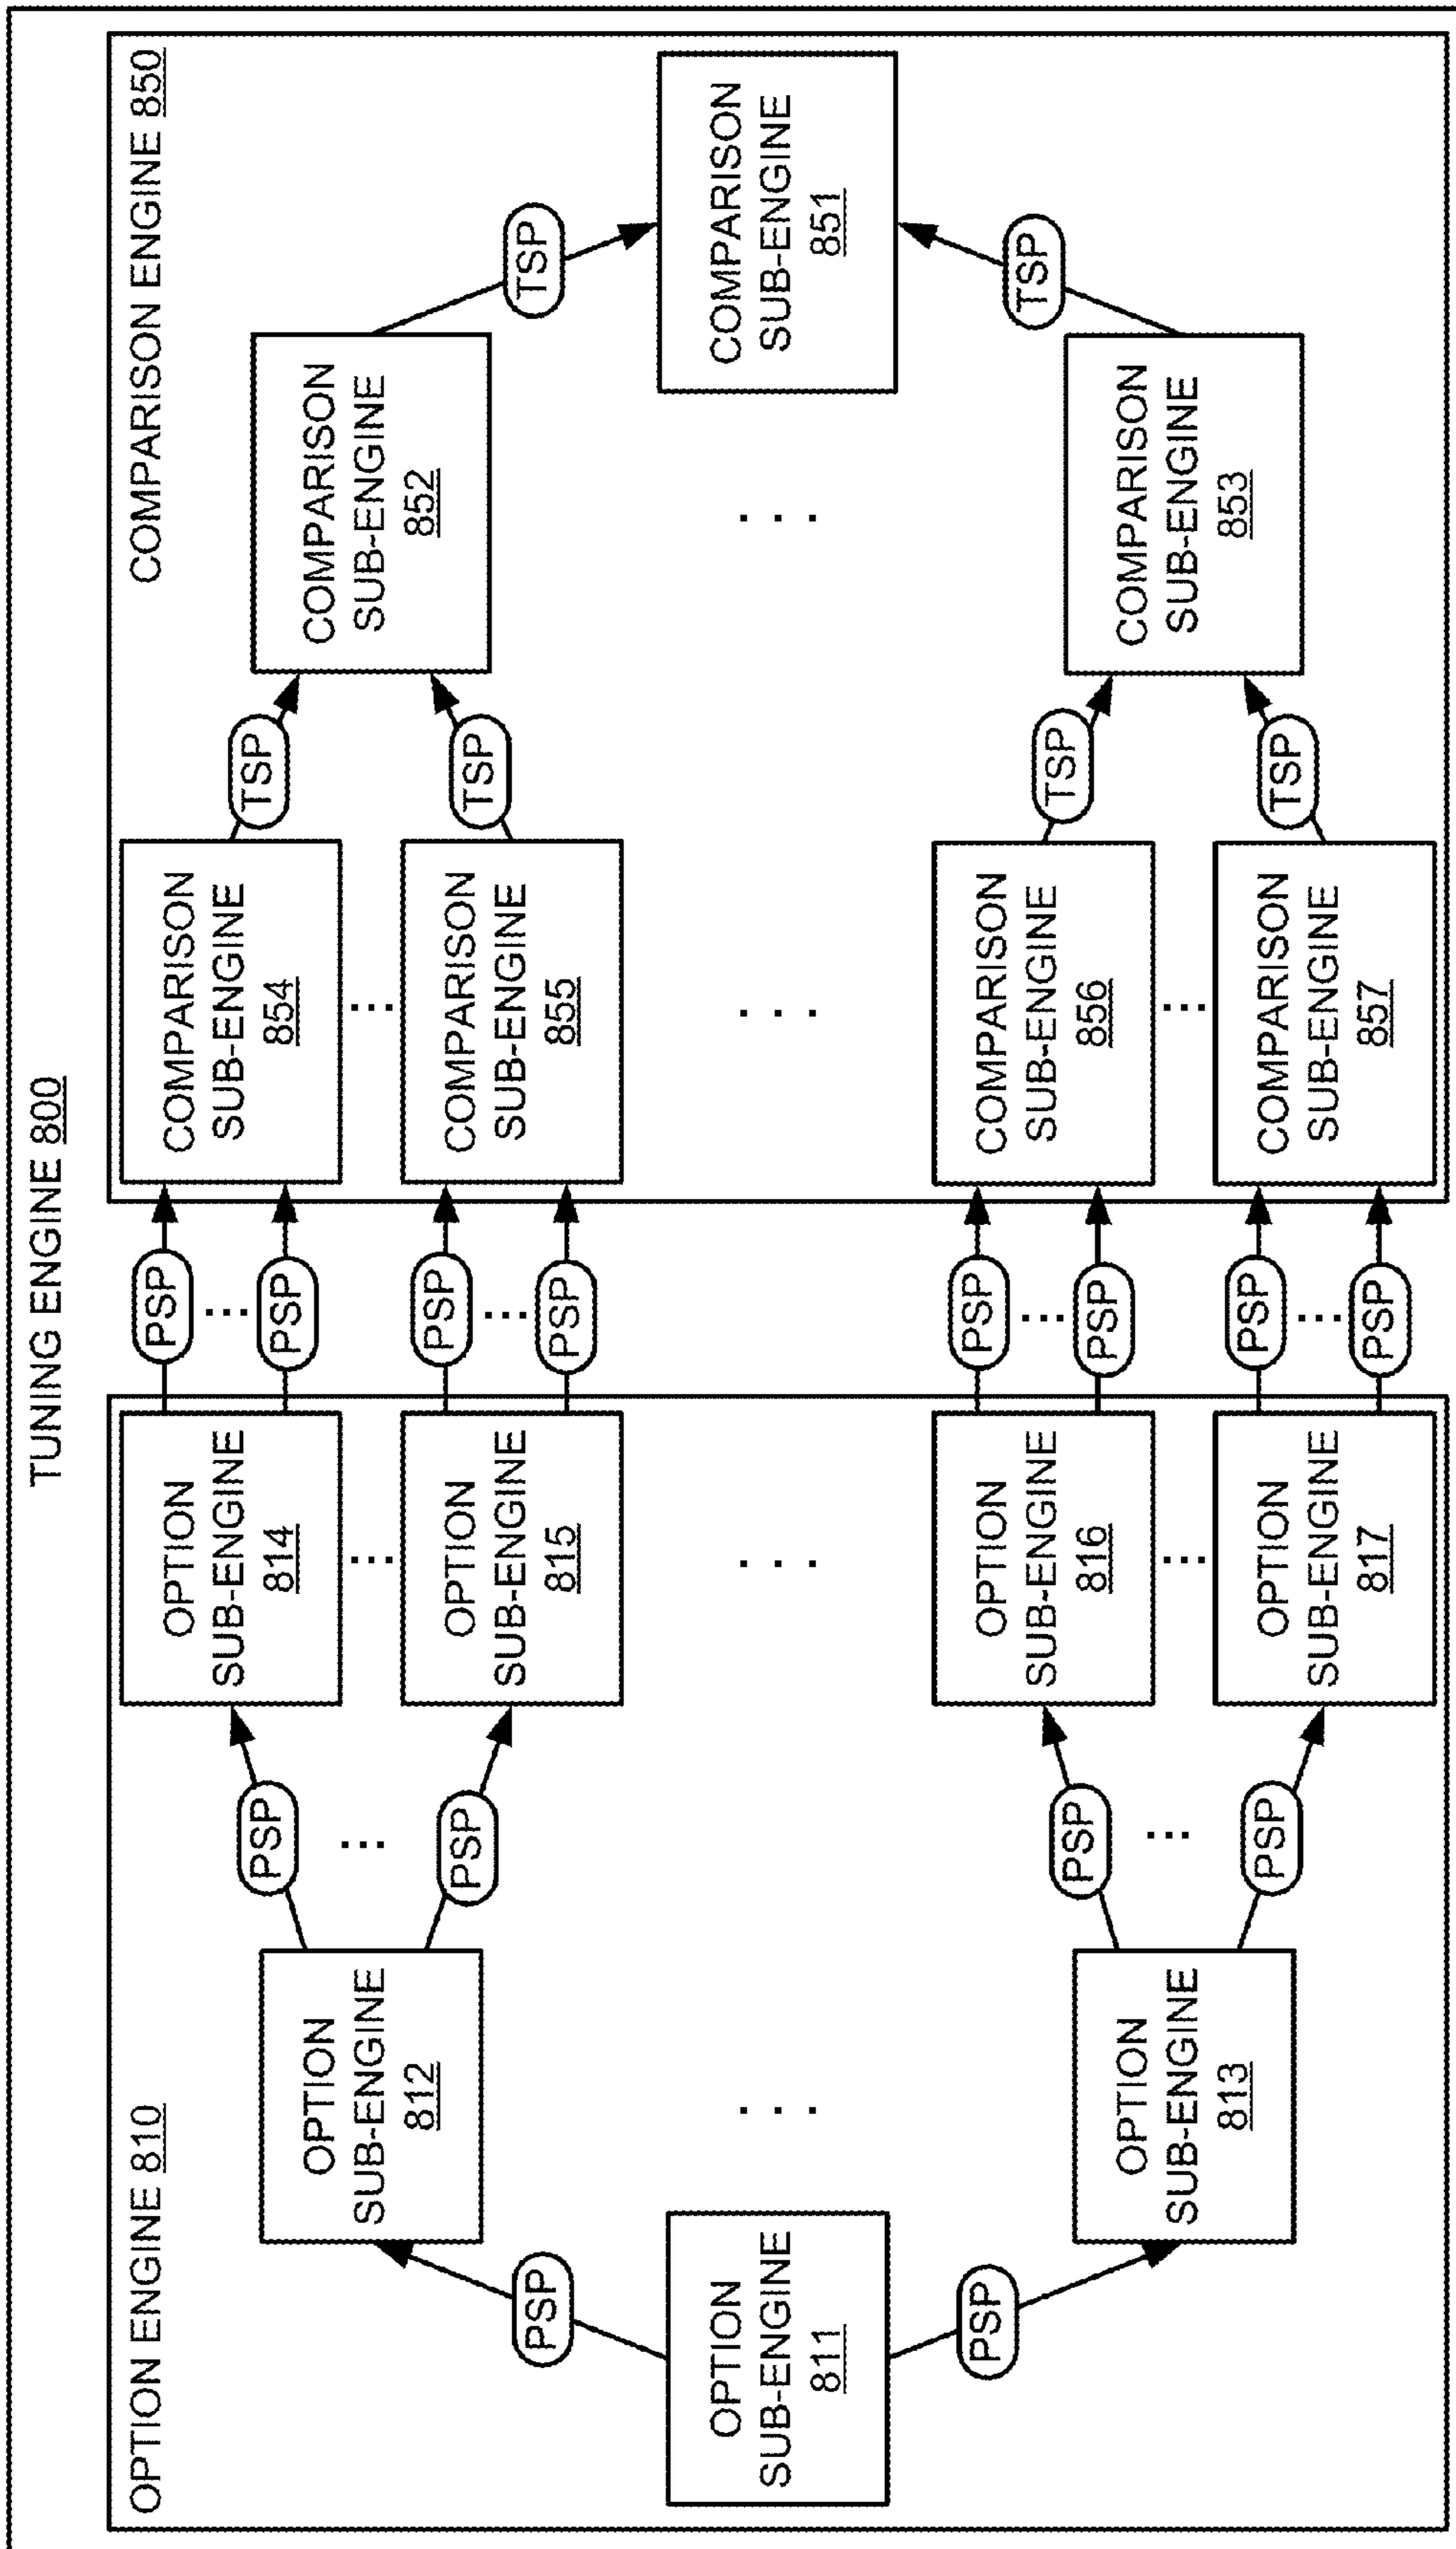 TUNING ENGINE 800
OPTION ENGINE 810
OPTION
SUB-ENGINE
811
PSP
PSP
OPTION
SUB-ENGINE
812
...
OPTION
SUB-ENGINE
813
PSP
...
PSP
PSP
...
PSP
OPTION
SUB-ENGINE
814
...
OPTION
SUB-ENGINE
815
...
OPTION
SUB-ENGINE
816
...
OPTION
SUB-ENGINE
817
PSP
...
PSP
PSP
...
PSP
PSP
...
PSP
PSP
...
PSP
COMPARISON ENGINE 850
COMPARISON
SUB-ENGINE
854
...
COMPARISON
SUB-ENGINE
855
...
COMPARISON
SUB-ENGINE
856
...
COMPARISON
SUB-ENGINE
857
TSP
TSP
TSP
TSP
COMPARISON
SUB-ENGINE
852
...
COMPARISON
SUB-ENGINE
853
TSP
TSP
COMPARISON
SUB-ENGINE
851